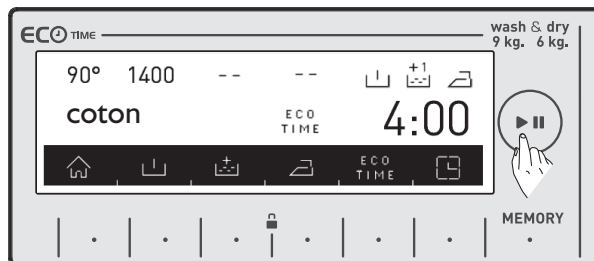 ECO TIME
wash & dry
9 kg. 6 kg.
90° 1400 -- -- +1
coton
ECO
TIME
4:00
+
ECO
TIME
MEMORY